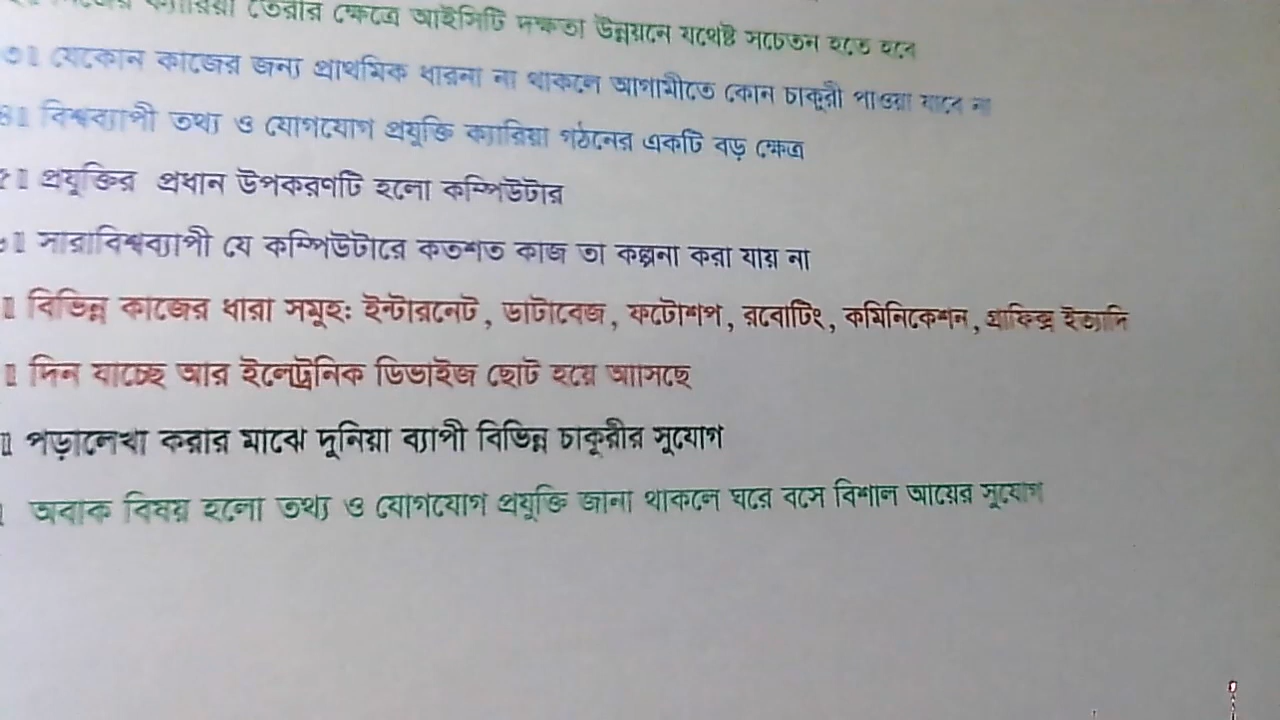 ক্যারিয়া তৈরীর ক্ষেত্রে আইসিটি দক্ষতা উন্নয়নে যথেষ্ট সচেতন হতে হবে
৩। যেকোন কাজের জন্য প্রাথমিক ধারনা না থাকলে আগামীতে কোন চাকুরী পাওয়া যাবে না
৪। বিশ্বব্যাপী তথ্য ও যোগযোগ প্রযুক্তি ক্যারিয়া গঠনের একটি বড় ক্ষেত্র
৫। প্রযুক্তির প্রধান উপকরণটি হলো কম্পিউটার
। সারাবিশ্বব্যাপী যে কম্পিউটারে কতশত কাজ তা কল্পনা করা যায় না
। বিভিন্ন কাজের ধারা সমূহ: ইন্টারনেট, ডাটাবেজ, ফটোশপ, রবোটিং, কমিনিকেশন, গ্রাফিক্স ইত্যাদি
। দিন যাচ্ছে আর ইলেট্রনিক ডিভাইজ ছোট হয়ে আসিছে
। পড়ালেখা করার মাঝে দুনিয়া ব্যাপী বিভিন্ন চাকুরীর সুযোগ
। অবাক বিষয় হলো তথ্য ও যোগযোগ প্রযুক্তি জানা থাকলে ঘরে বসে বিশাল আয়ের সুযোগ